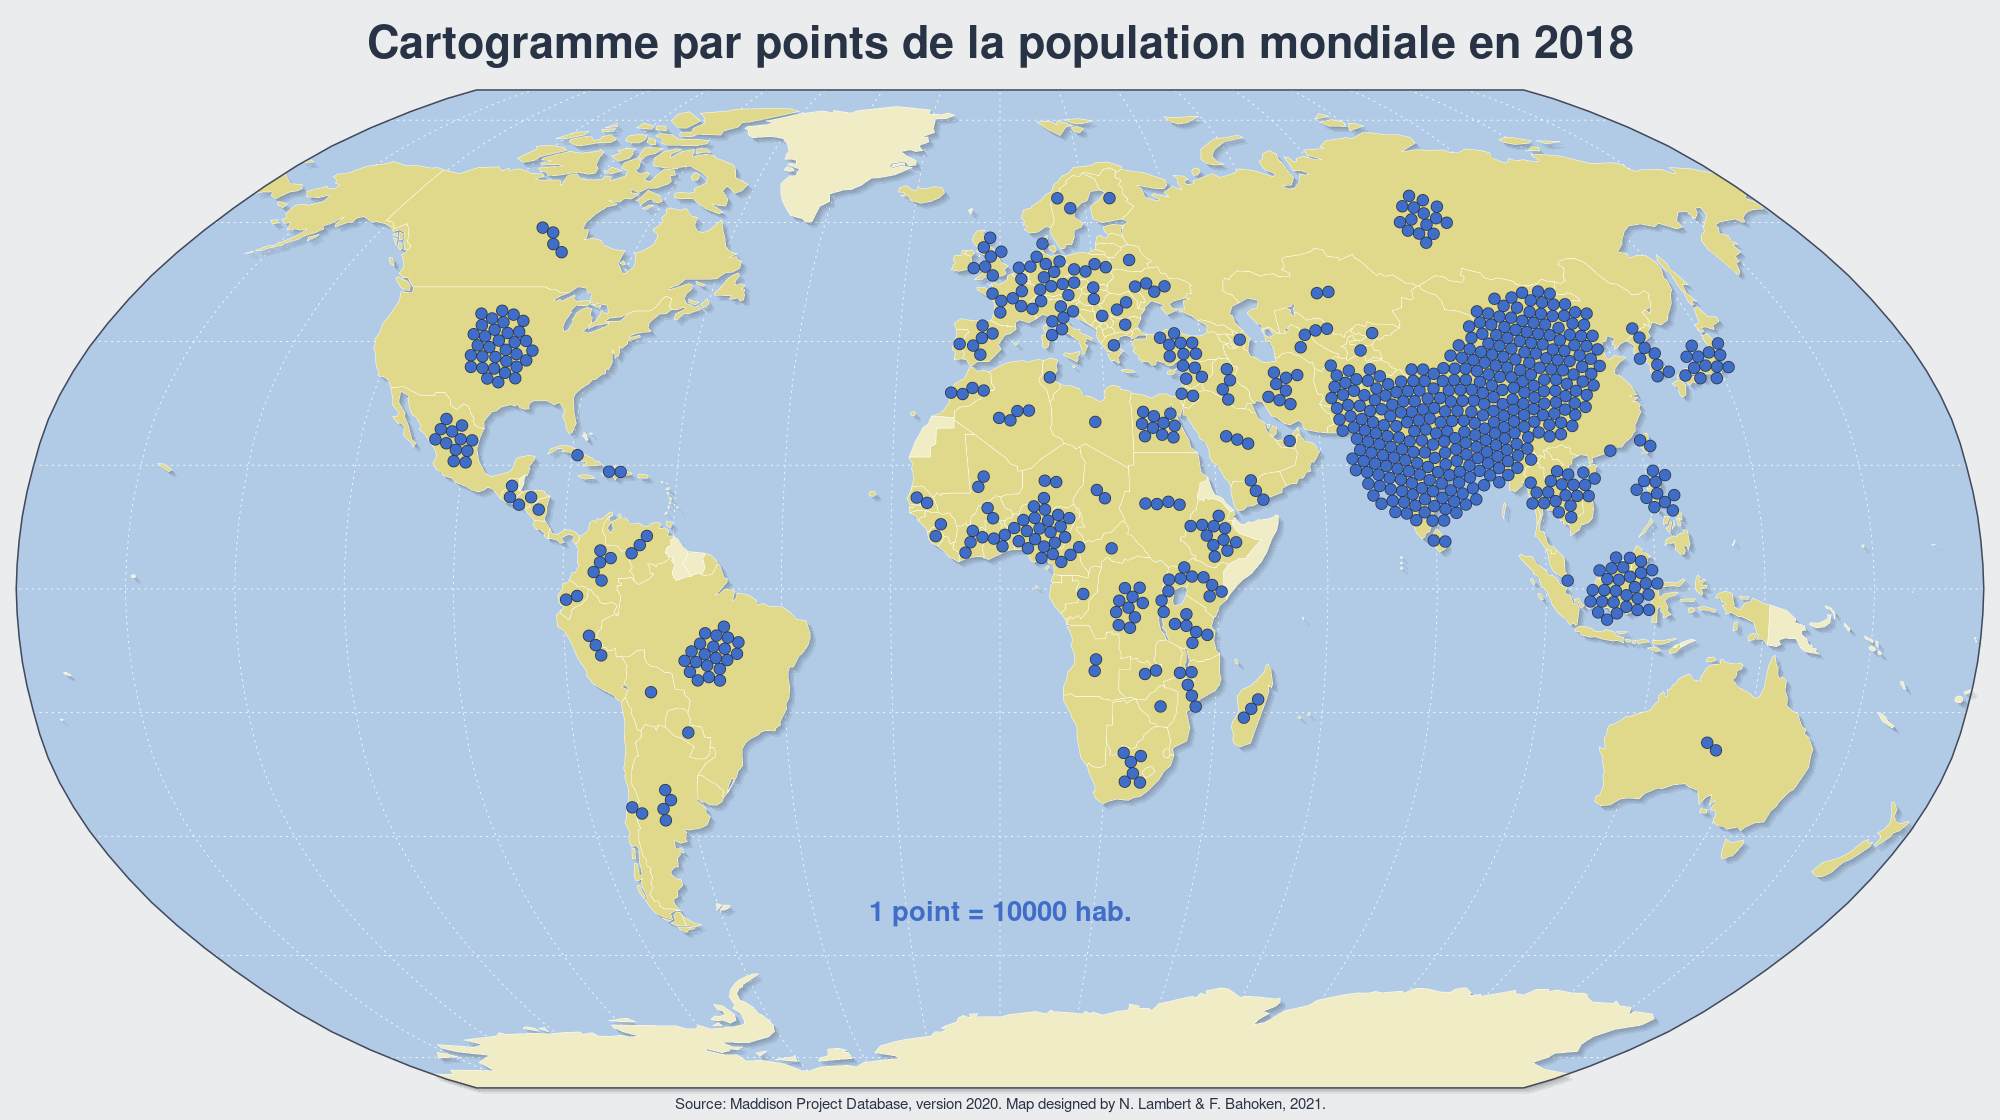 Cartogramme par points de la population mondiale en 2018
1 point = 10000 hab.
Source: Maddison Project Database, version 2020. Map designed by N. Lambert & F. Bahoken, 2021.